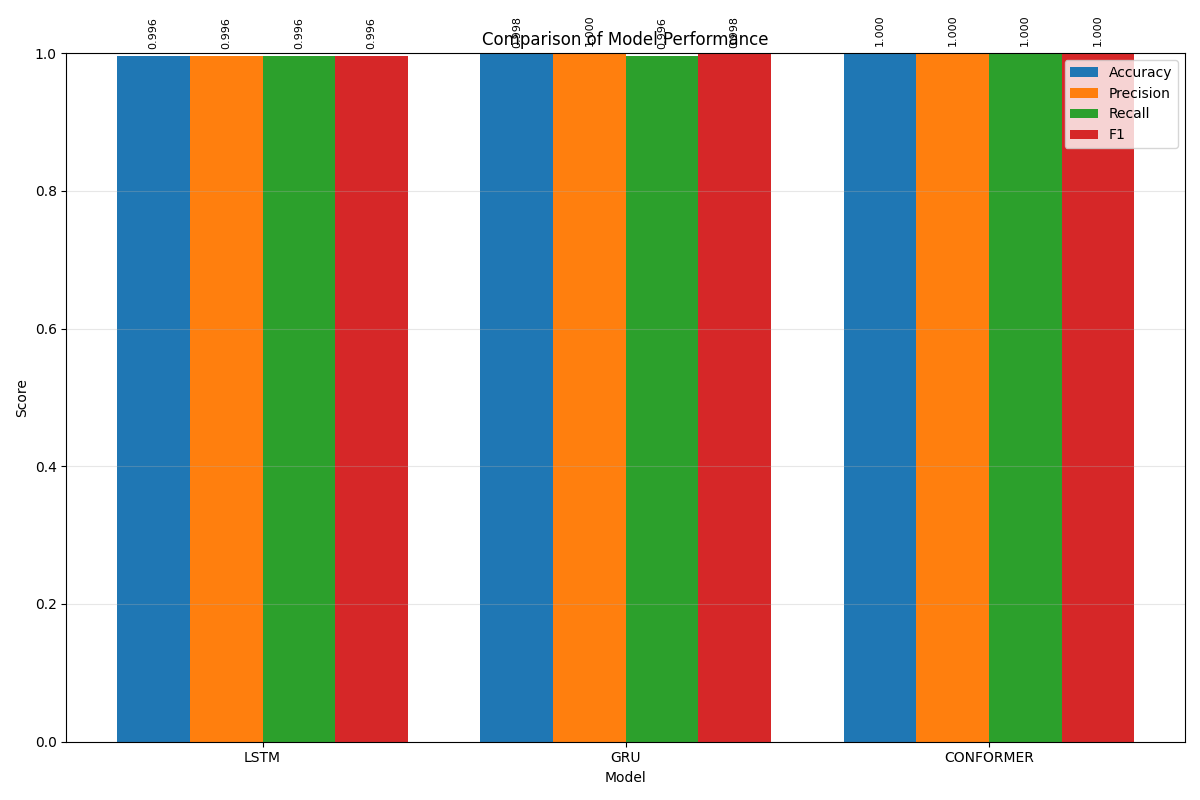 0.996 0.996 0.996 0.996 0.998 1.000 0.996 0.998 1.000 1.000 1.000 1.000
Comparison of Model Performance
1.0
0.8
0.6
0.4
0.2
0.0
Score
Accuracy
Precision
Recall
F1
LSTM GRU CONFORMER
Model